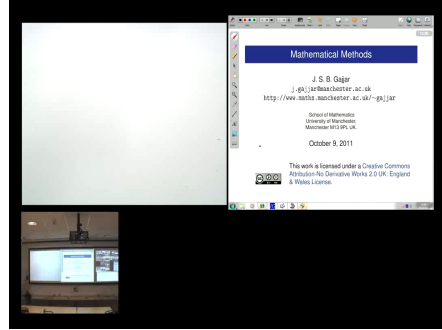 Mathematical Methods
J. S. B. Gajjar
j.gajjar@manchester.ac.uk
http://www.maths.manchester.ac.uk/~gajjar
School of Mathematics
University of Manchester,
Manchester M13 9PL UK.
October 9, 2011
This work is licensed under a Creative Commons
Attribution-No Derivative Works 2.0 UK: England
& Wales License.